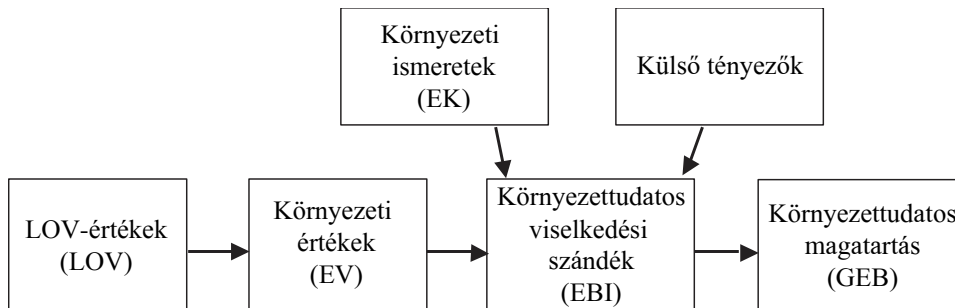 Környezeti
ismeretek
(EK)
Külső tényezők
LOV-értékek
(LOV)
Környezeti
értékek
(EV)
Környezettudatos
viselkedési
szándék
(EBI)
Környezettudatos
magatartás
(GEB)